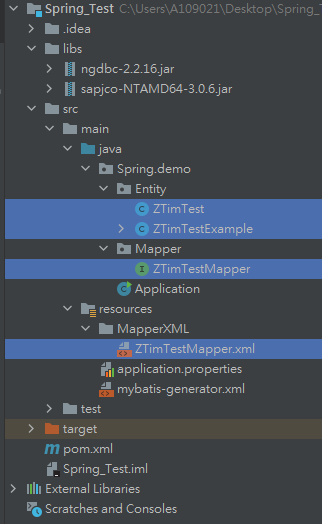 Spring_Test C:\Users\A109021\Desktop\Spring_T
.idea
libs
ngdbc-2.2.16.jar
sapjco-NTAMD64-3.0.6.jar
src
main
java
Spring.demo
Entity
ZTimTest
ZTimTestExample
Mapper
ZTimTestMapper
Application
resources
MapperXML
ZTimTestMapper.xml
application.properties
mybatis-generator.xml
test
target
pom.xml
Spring_Test.iml
External Libraries
Scratches and Consoles